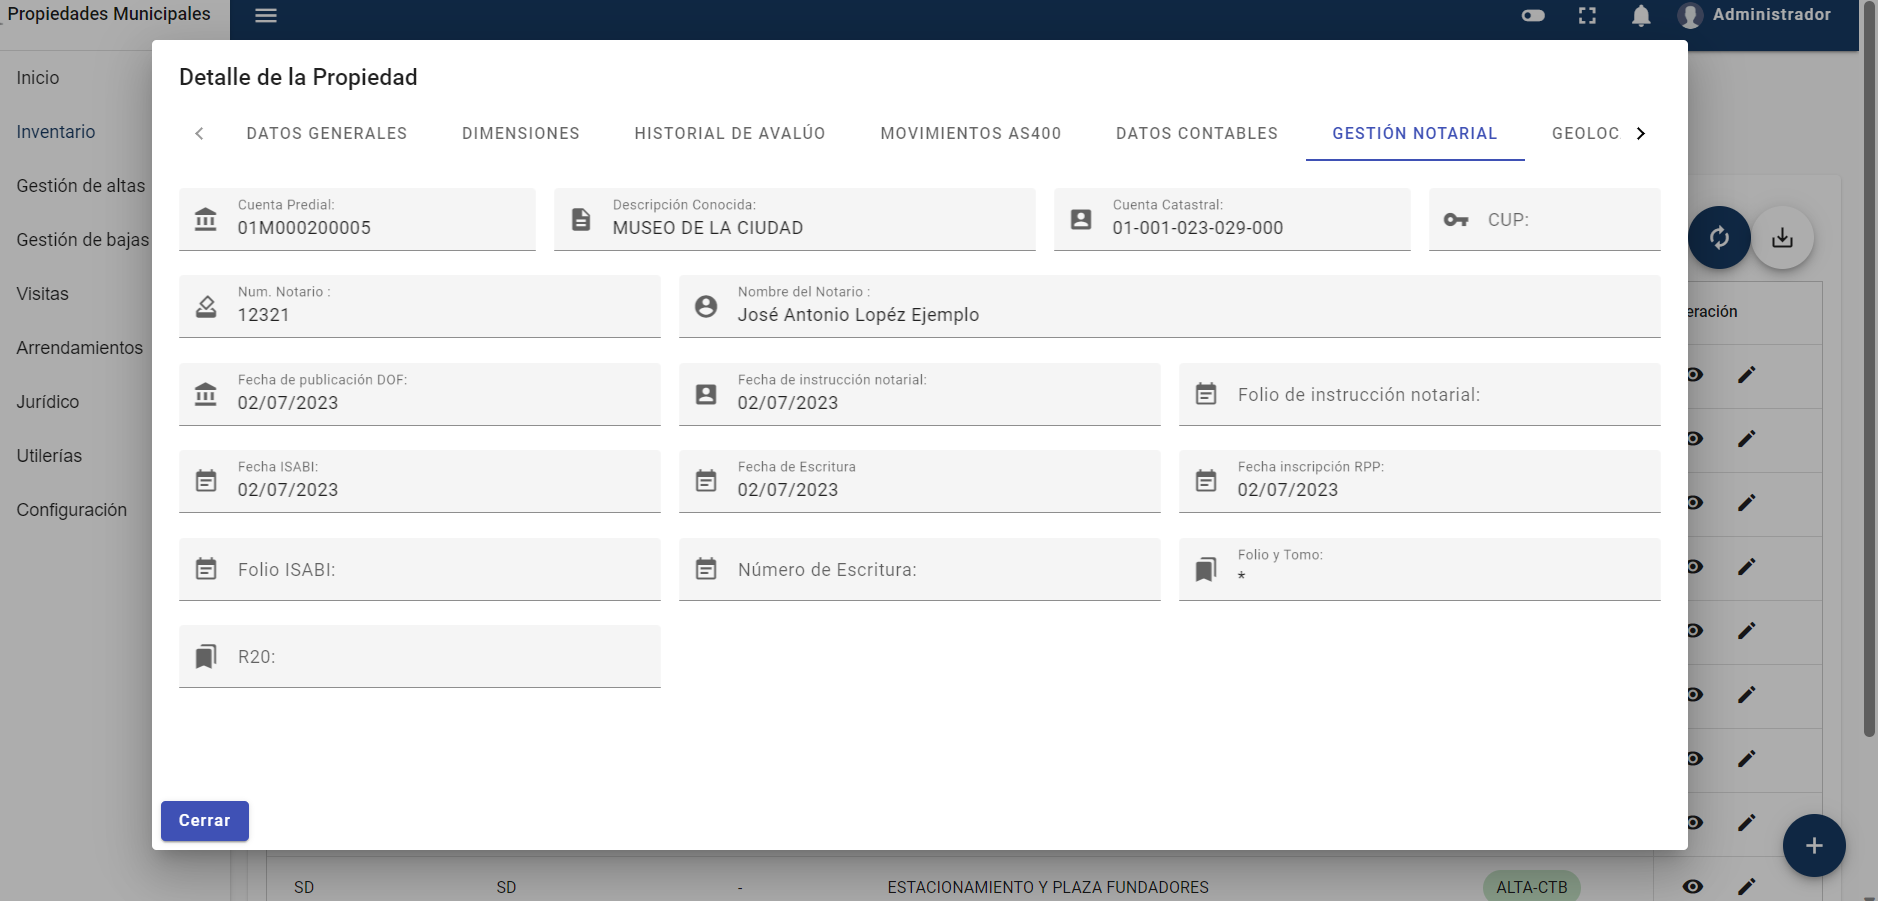 Propiedades Municipales
Administrador
Inicio
Inventario
Gestión de altas
Gestión de bajas
Visitas
Arrendamientos
Jurídico
Utilerías
Configuración
Detalle de la Propiedad
DATOS GENERALES DIMENSIONES HISTORIAL DE AVALÚO MOVIMIENTOS AS400 DATOS CONTABLES GESTIÓN NOTARIAL GEOLOC
Cuenta Predial: Descripción Conocida: Cuenta Catastral:
01M000200005 MUSEO DE LA CIUDAD 01-001-023-029-000 CUP:
Num. Notario : Nombre del Notario :
12321 José Antonio Lopéz Ejemplo
eración
Fecha de publicación DOF: Fecha de instrucción notarial:
02/07/2023 02/07/2023 Folio de instrucción notarial:
Fecha ISABI: Fecha de Escritura Fecha inscripción RPP:
02/07/2023 02/07/2023 02/07/2023
Folio ISABI: Número de Escritura: Folio y Tomo:
*
R20:
Cerrar
+
SD SD - ESTACIONAMIENTO Y PLAZA FUNDADORES ALTA-CTB